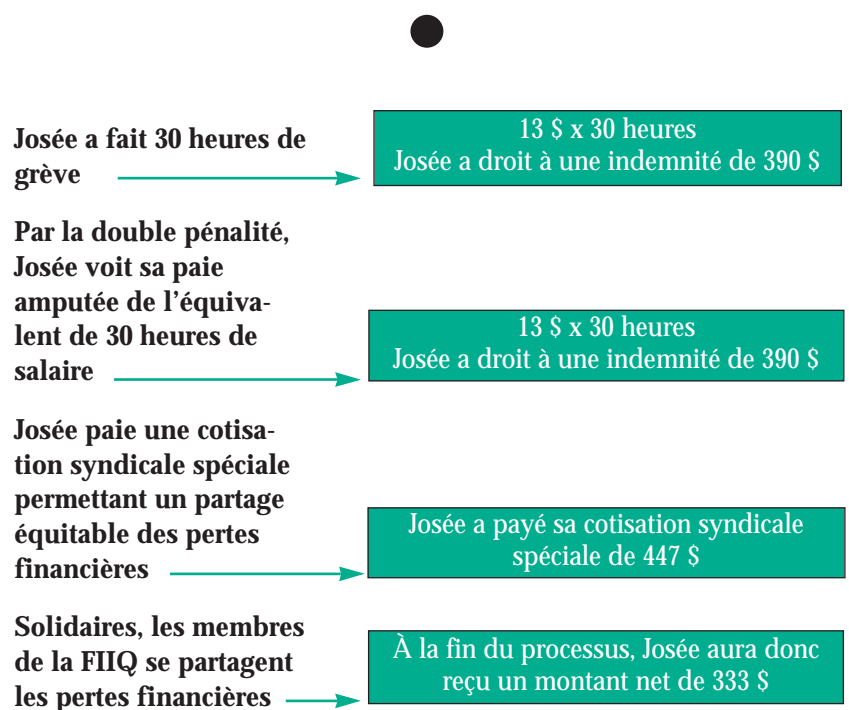 Josée a fait 30 heures de
grève
13 $ x 30 heures
Josée a droit à une indemnité de 390 $
Par la double pénalité,
Josée voit sa paie
amputée de l'équiva-
lent de 30 heures de
salaire
13 $ x 30 heures
Josée a droit à une indemnité de 390 $
Josée paie une cotisa-
tion syndicale spéciale
permettant un partage
équitable des pertes
financières
Josée a payé sa cotisation syndicale
spéciale de 447 $
Solidaires, les membres
de la FIIQ se partagent
les pertes financières
À la fin du processus, Josée aura donc
reçu un montant net de 333 $